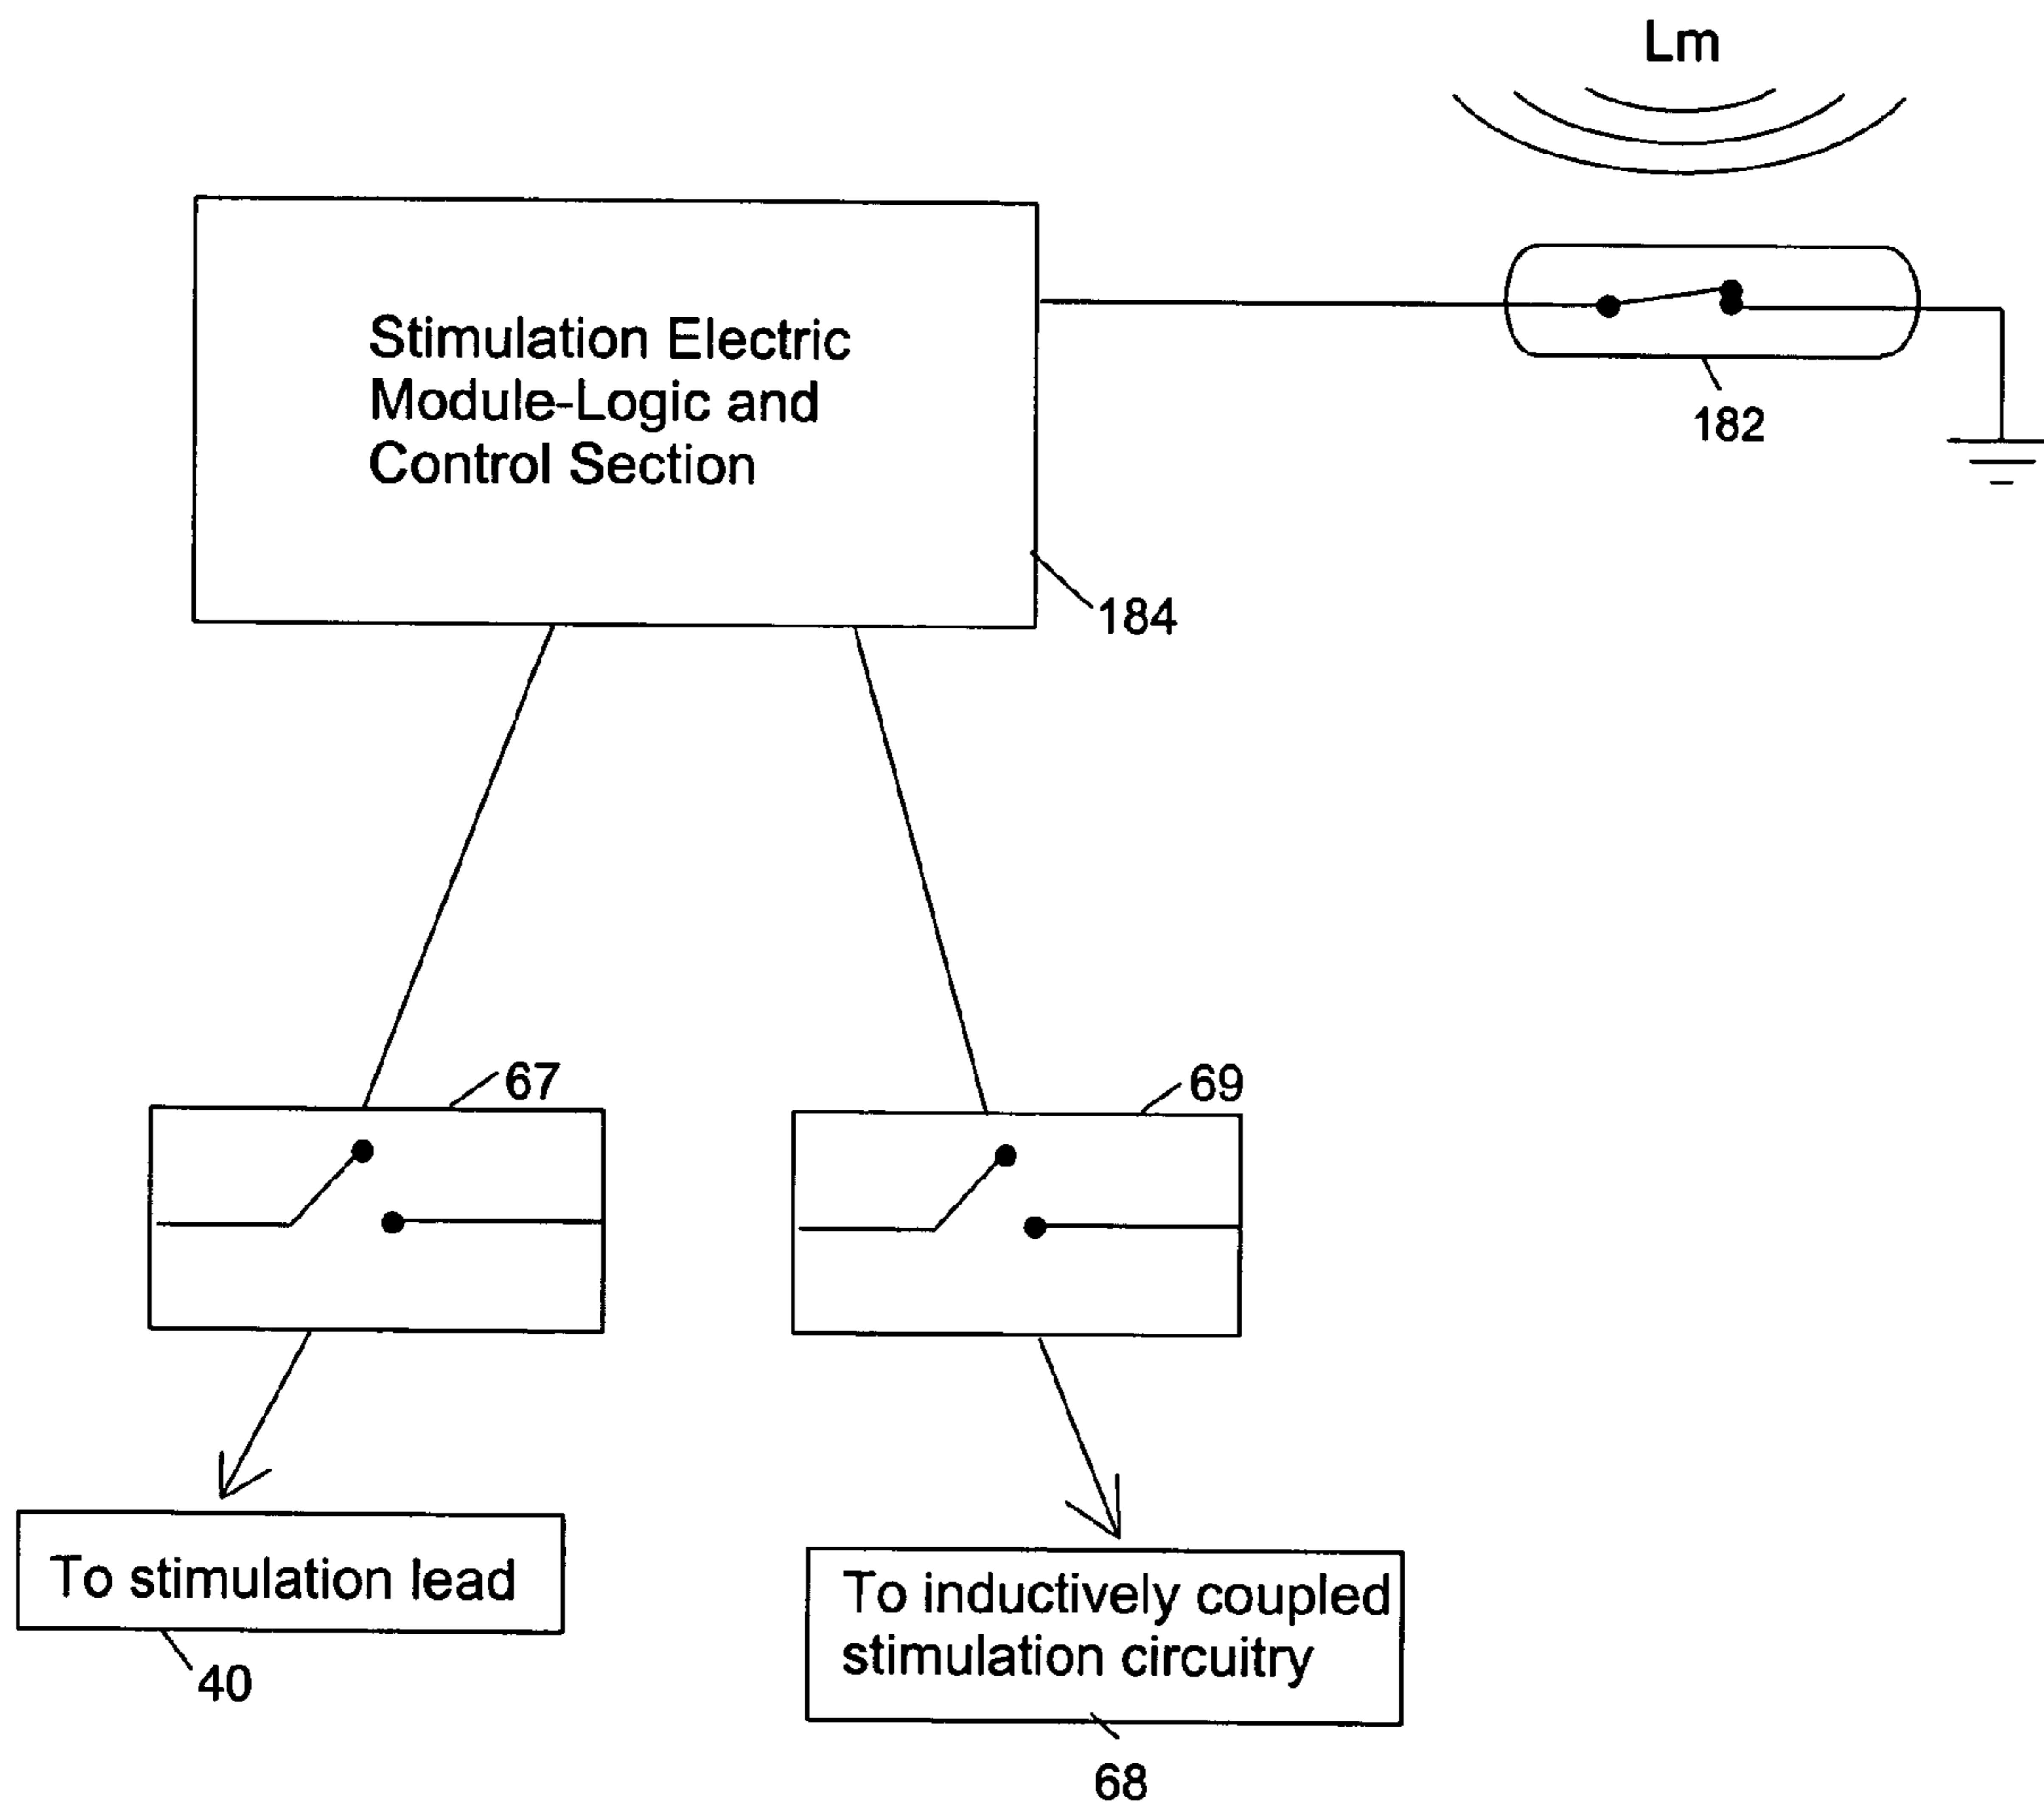 Lm
Stimulation Electric
Module-Logic and
Control Section
182
184
67
69
To stimulation lead
40
To inductively coupled
stimulation circuitry
68